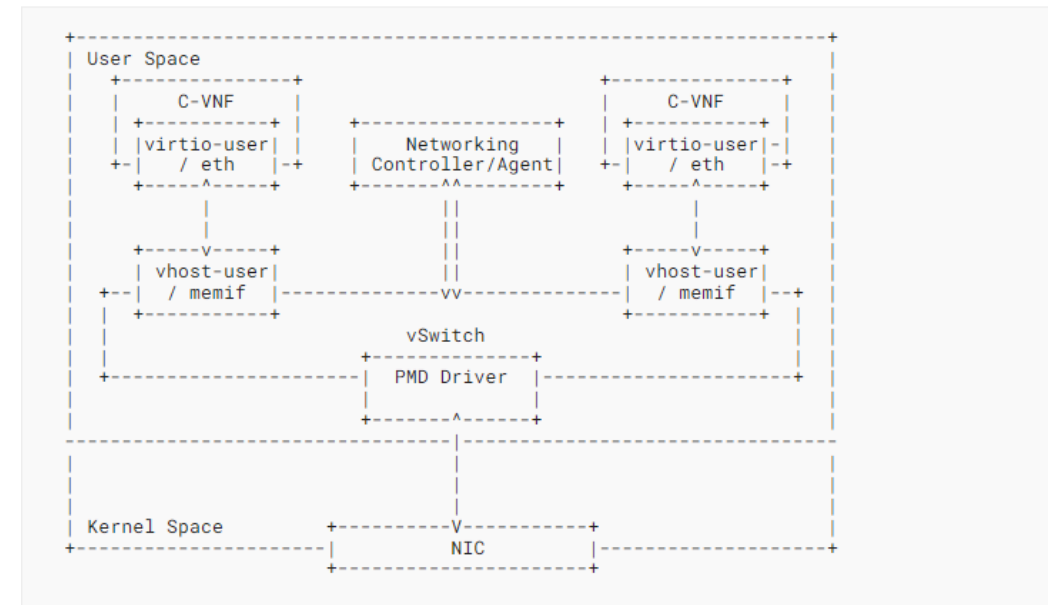 User Space
C-VNF C-VNF
virtio-user Networking virtio-user
/ eth Controller/Agent / eth
vhost-user vhost-user
/ memif / memif
vSwitch
PMD Driver
Kernel Space
NIC